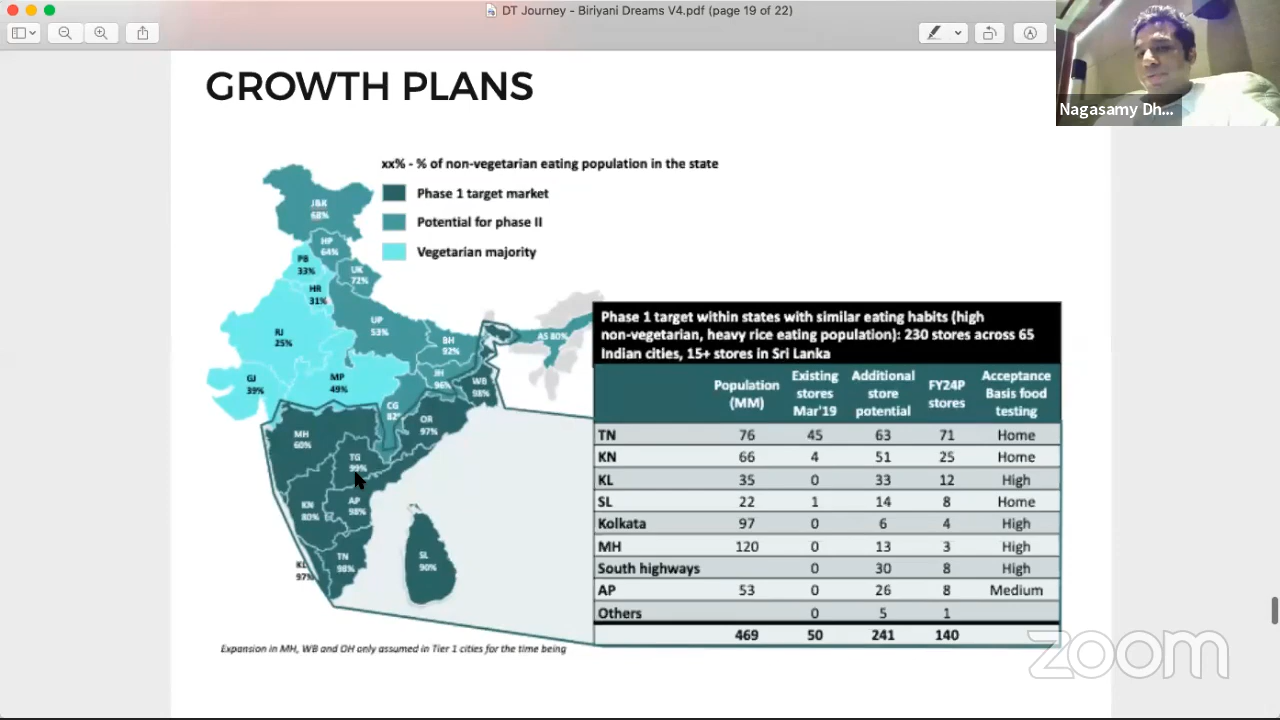 DT Journey - Biriyani Dreams V4.pdf (page 19 of 22)
Nagasamy Dh...
GROWTH PLANS
xx% - % of non-vegetarian eating population in the state
Phase 1 target market
Potential for phase II
Vegetarian majority
J&K
68%
HP
64%
PB
33%
UK
72%
HR
31%
UP
53%
RJ
25%
BH
92%
AS 80%
GJ
39%
MP
49%
JH
96%
WB
98%
CG
82%
OR
97%
MH
60%
TG
99%
KN
80%
AP
98%
TN
98%
KL
97%
SL
90%
Phase 1 target within states with similar eating habits (high
non-vegetarian, heavy rice eating population): 230 stores across 65
Indian cities, 15+ stores in Sri Lanka
Population (MM) Existing stores Mar'19 Additional store potential FY24P stores Acceptance Basis food testing
TN 76 45 63 71 Home
KN 66 4 51 25 Home
KL 35 0 33 12 High
SL 22 1 14 8 Home
Kolkata 97 0 6 4 High
MH 120 0 13 3 High
South highways 0 30 8 High
AP 53 0 26 8 Medium
Others 0 5 1
469 50 241 140
Expansion in MH, WB and OH only assumed in Tier 1 cities for the time being
zoom